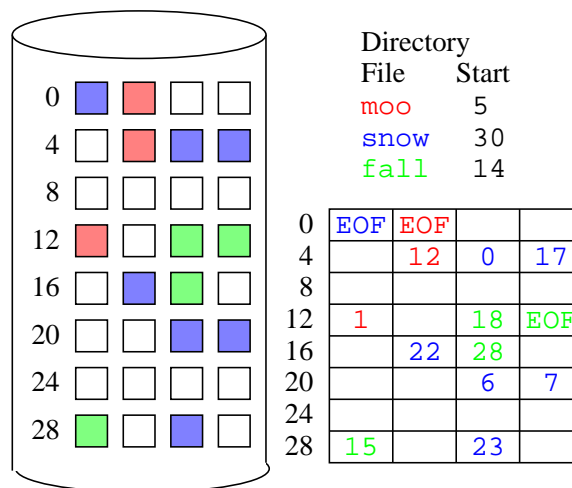 Directory
File Start
moo 5
snow 30
fall 14
0
4
8
12
16
20
24
28
0 EOF EOF
4 12 0 17
8
12 1 18 EOF
16 22 28
20 6 7
24
28 15 23